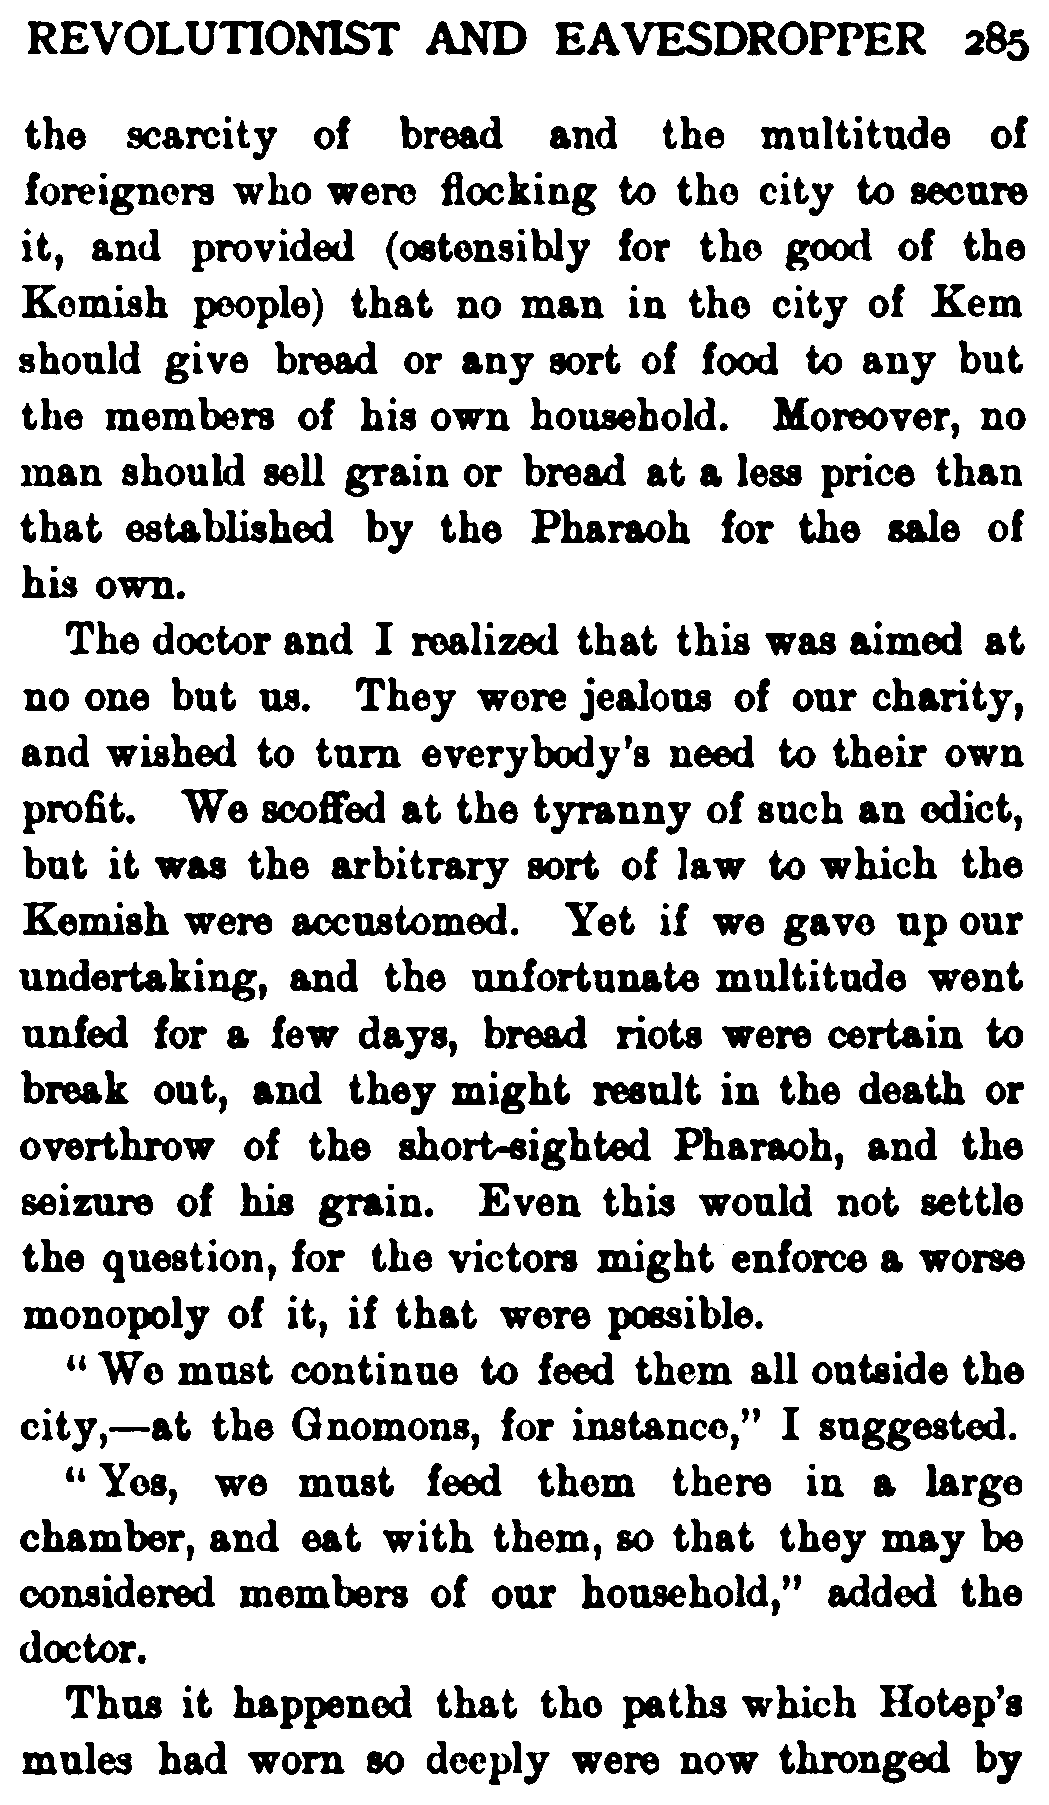 REVOLUTIONIST AND EAVESDROPPER 285
the scarcity of bread and the multitude of
foreigners who were flocking to the city to secure
it, and provided (ostensibly for the good of the
Kemish people) that no man in the city of Kem
should give bread or any sort of food to any but
the members of his own household. Moreover, no
man should sell grain or bread at a less price than
that established by the Pharaoh for the sale of
his own.
The doctor and I realized that this was aimed at
no one but us. They were jealous of our charity,
and wished to turn everybody's need to their own
profit. We scoffed at the tyranny of such an edict,
but it was the arbitrary sort of law to which the
Kemish were accustomed. Yet if we gave up our
undertaking, and the unfortunate multitude went
unfed for a few days, bread riots were certain to
break out, and they might result in the death or
overthrow of the short-sighted Pharaoh, and the
seizure of his grain. Even this would not settle
the question, for the victors might enforce a worse
monopoly of it, if that were possible.
"We must continue to feed them all outside the
city,—at the Gnomons, for instance," I suggested.
"Yes, we must feed them there in a large
chamber, and eat with them, so that they may be
considered members of our household," added the
doctor.
Thus it happened that the paths which Hotep's
mules had worn so deeply were now thronged by